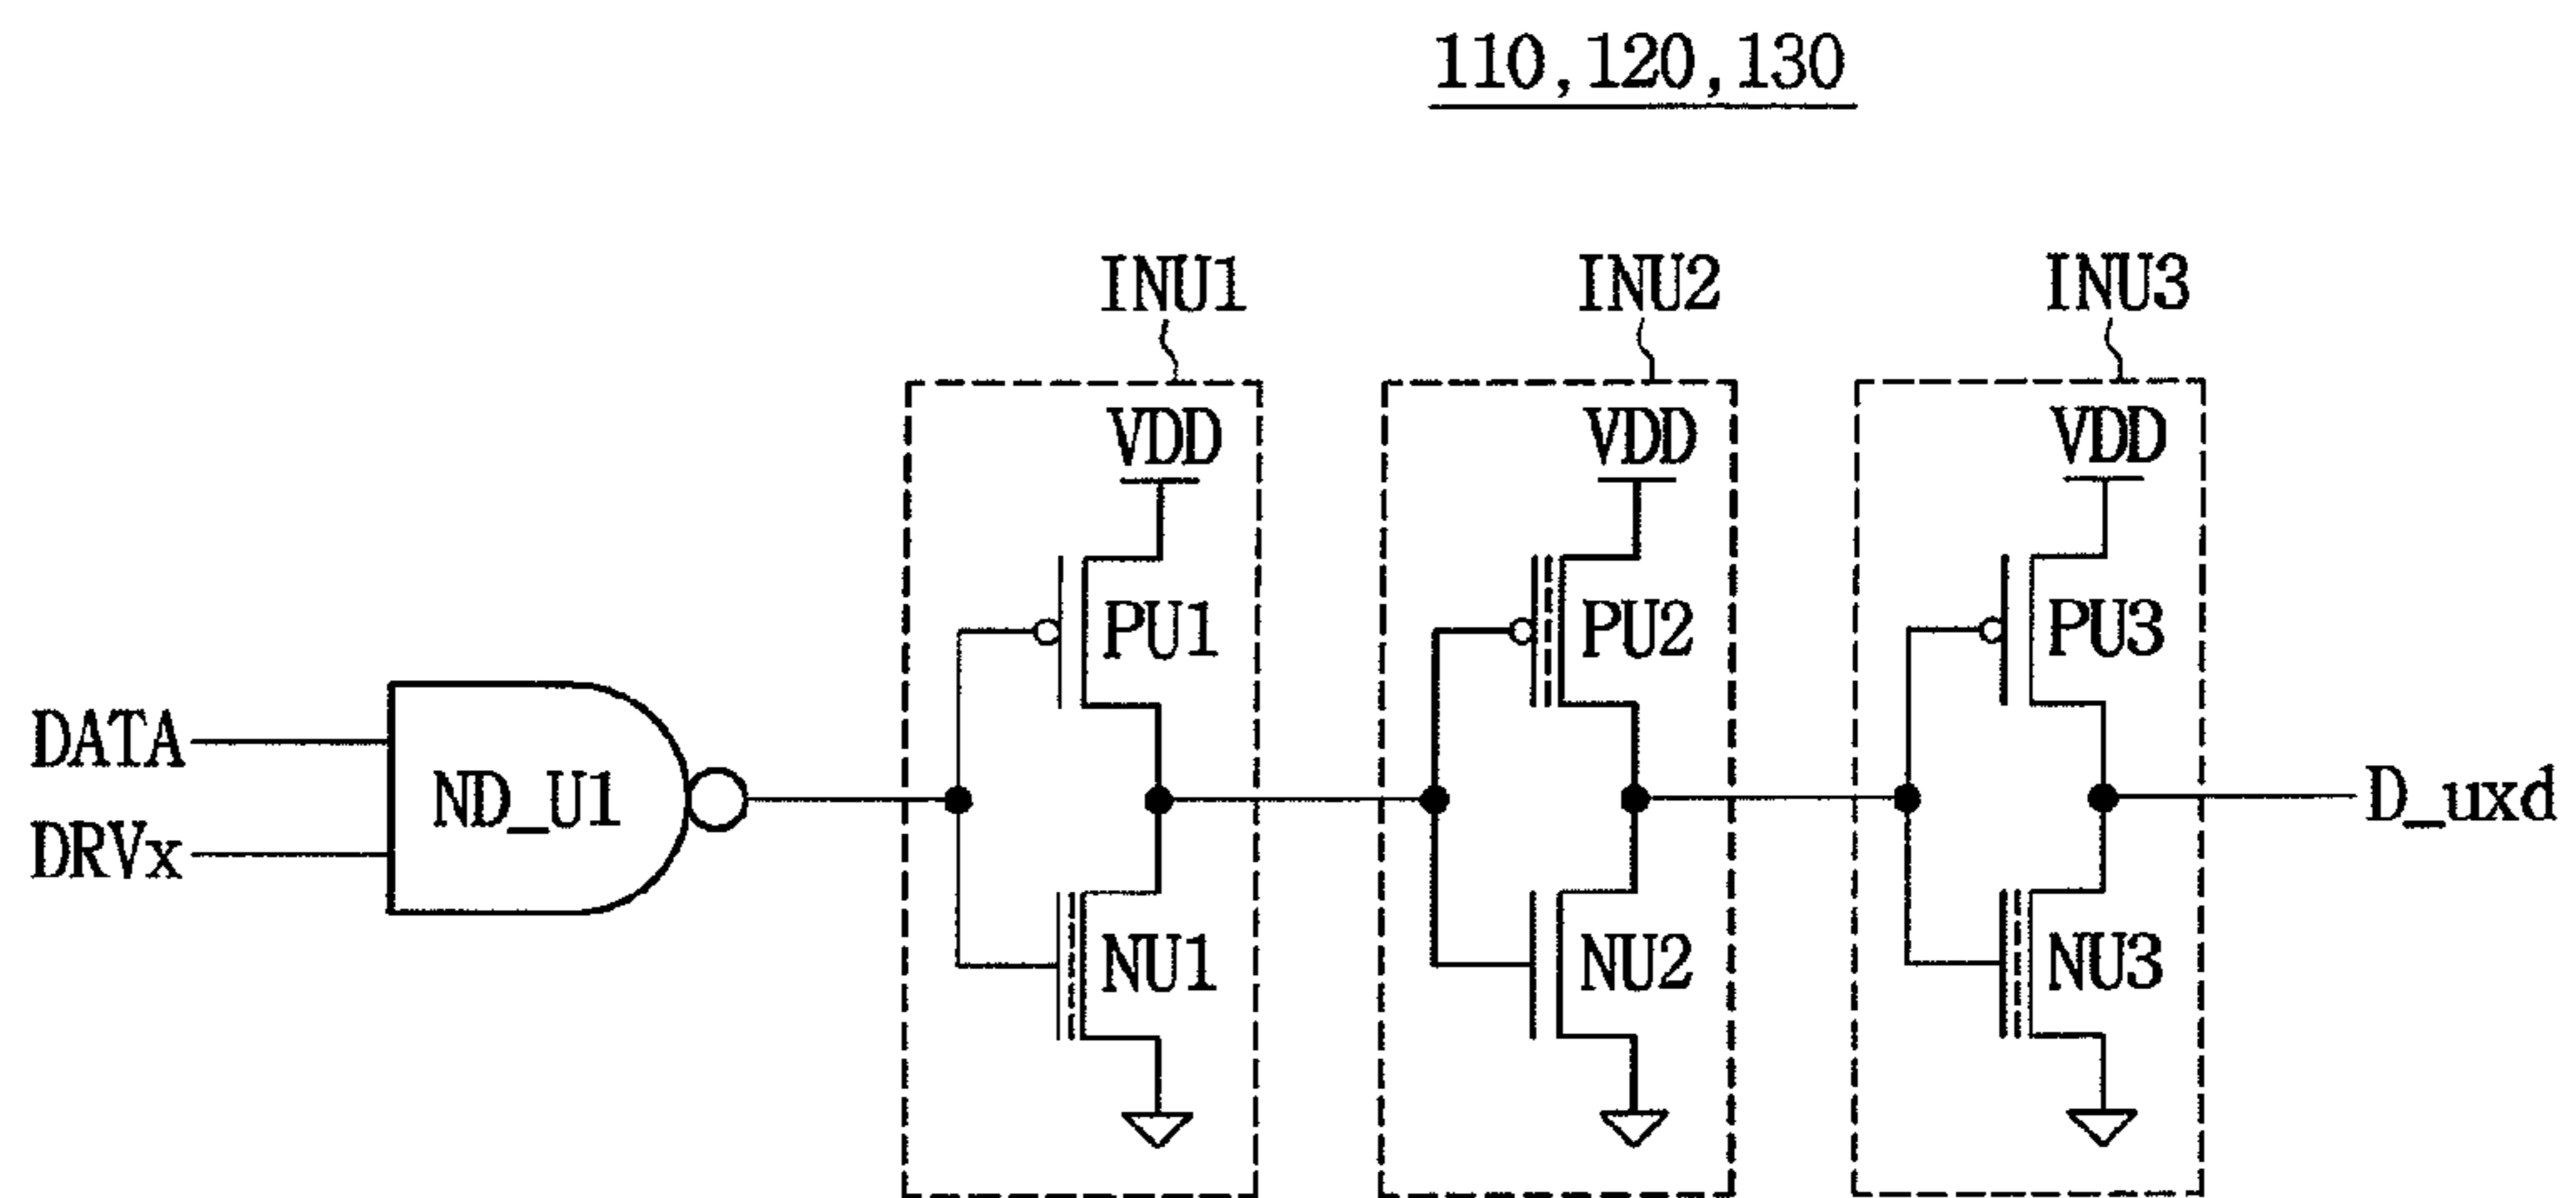 110,120,130
INU1 INU2 INU3
VDD VDD VDD
PU1 PU2 PU3
DATA
ND_U1
DRVx
D_uxd
NU1 NU2 NU3